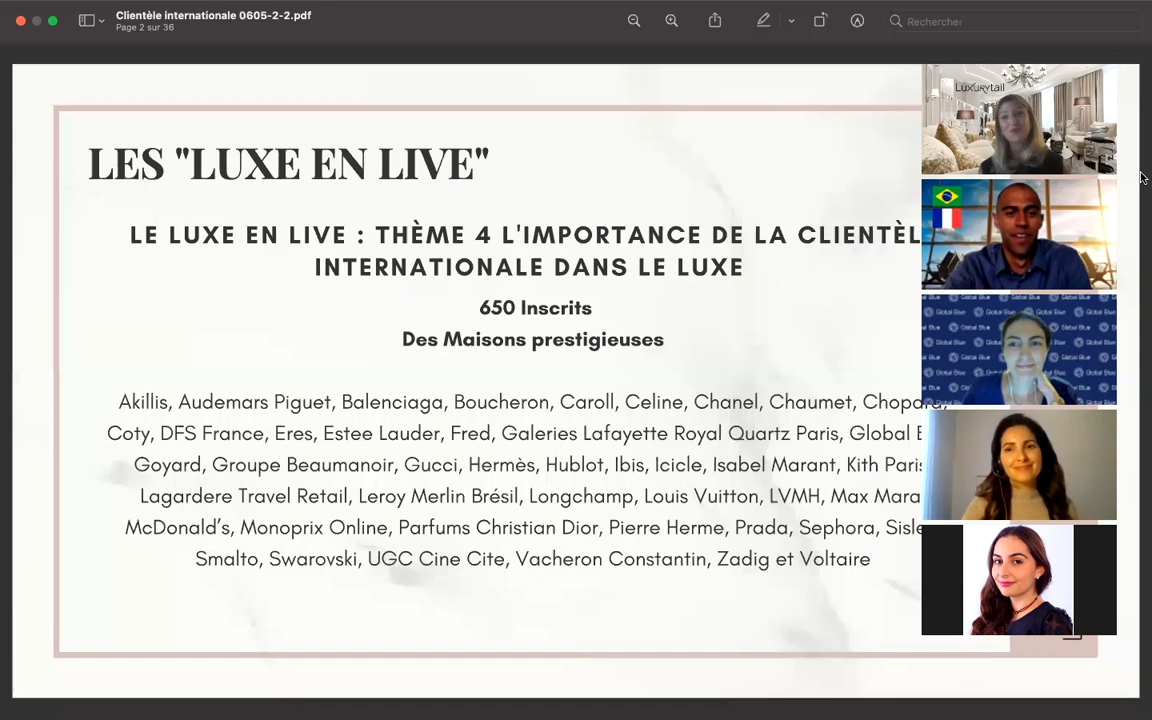 Clientèle internationale 0605-2-2.pdf
Page 2 sur 36
Rechercher
LES "LUXE EN LIVE"
LE LUXE EN LIVE : THÈME 4 L'IMPORTANCE DE LA CLIENTÈL
INTERNATIONALE DANS LE LUXE
650 Inscrits
Des Maisons prestigieuses
Akillis, Audemars Piguet, Balenciaga, Boucheron, Caroll, Celine, Chanel, Chaumet, Chopard,
Coty, DFS France, Eres, Estee Lauder, Fred, Galeries Lafayette Royal Quartz Paris, Global
Goyard, Groupe Beaumanoir, Gucci, Hermès, Hublot, Ibis, Icicle, Isabel Marant, Kith Paris
Lagardere Travel Retail, Leroy Merlin Brésil, Longchamp, Louis Vuitton, LVMH, Max Mara
McDonald's, Monoprix Online, Parfums Christian Dior, Pierre Herme, Prada, Sephora,
Smalto, Swarovski, UGC Cine Cite, Vacheron Constantin, Zadig et Voltaire
Luxurytail
Global Blue